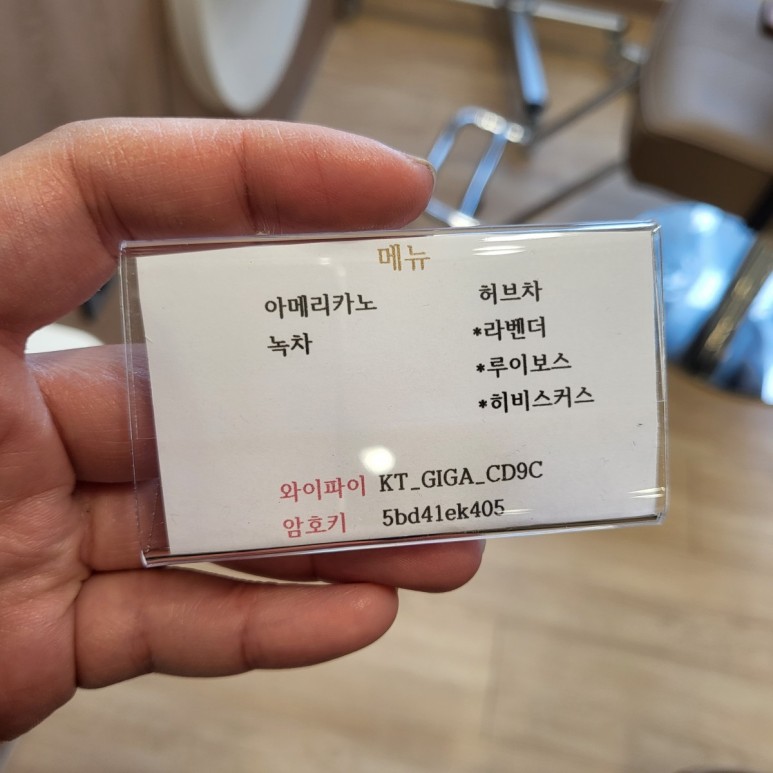 메뉴
아메리카노
녹차
허브차
*라벤더
*루이보스
*히비스커스
와이파이 KT_GIGA_CD9C
암호키 5bd41ek405